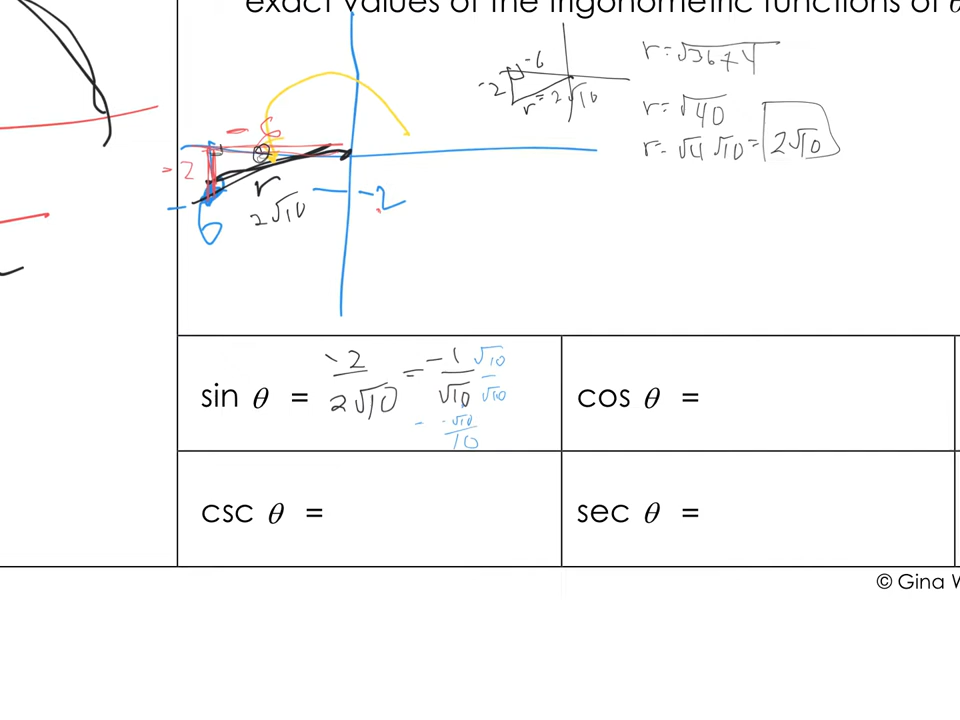 exact values of the trigonometric functions of θ
-6
-2
r = 2√10
r = √36+4
r = √40
r = √4 √10 = 2√10
- 6
-2
θ
r
2√10
-2
sin θ = -2/2√10 = -1/√10 √10/√10
= -√10/10
cos θ =
csc θ =
sec θ =
© Gina W